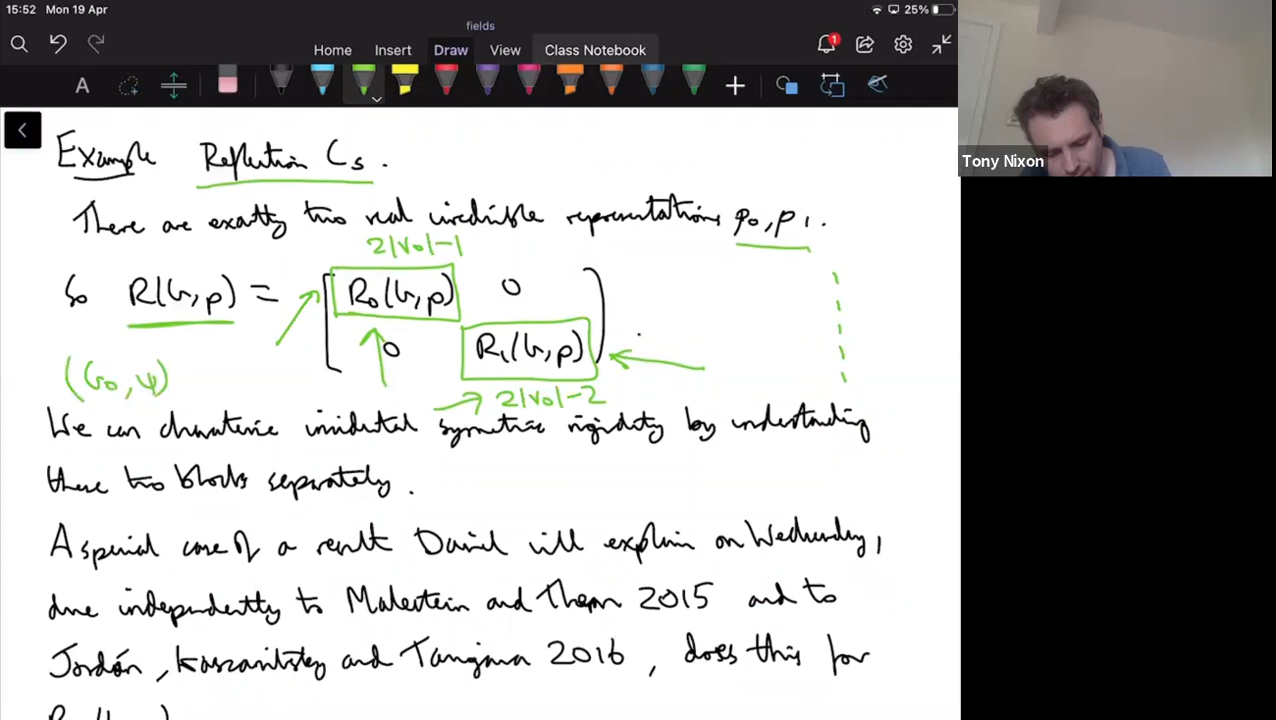 15:52 Mon 19 Apr
25%
fields
Home Insert Draw View Class Notebook
1
A
Tony Nixon
Example Reflection Cs.
There are exactly two real irreducible representations ρ0, ρ1.
2|V0|-1
So R(G,p) = [ R0(G,p) 0
0 R1(G,p) ]
(G0, ψ)
2|V0|-2
We can characterise incidental symmetric rigidity by understanding
these two blocks separately.
A special case of a result Daniel will explain on Wednesday,
due independently to Malestein and Theran 2015 and to
Jordán, Kaszanitzky and Tanigawa 2016, does this for